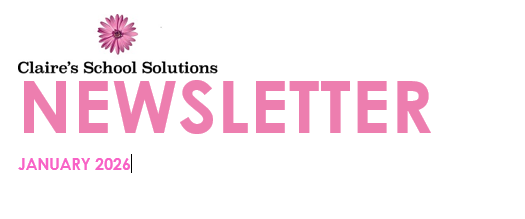 Claire's School Solutions
NEWSLETTER
JANUARY 2026